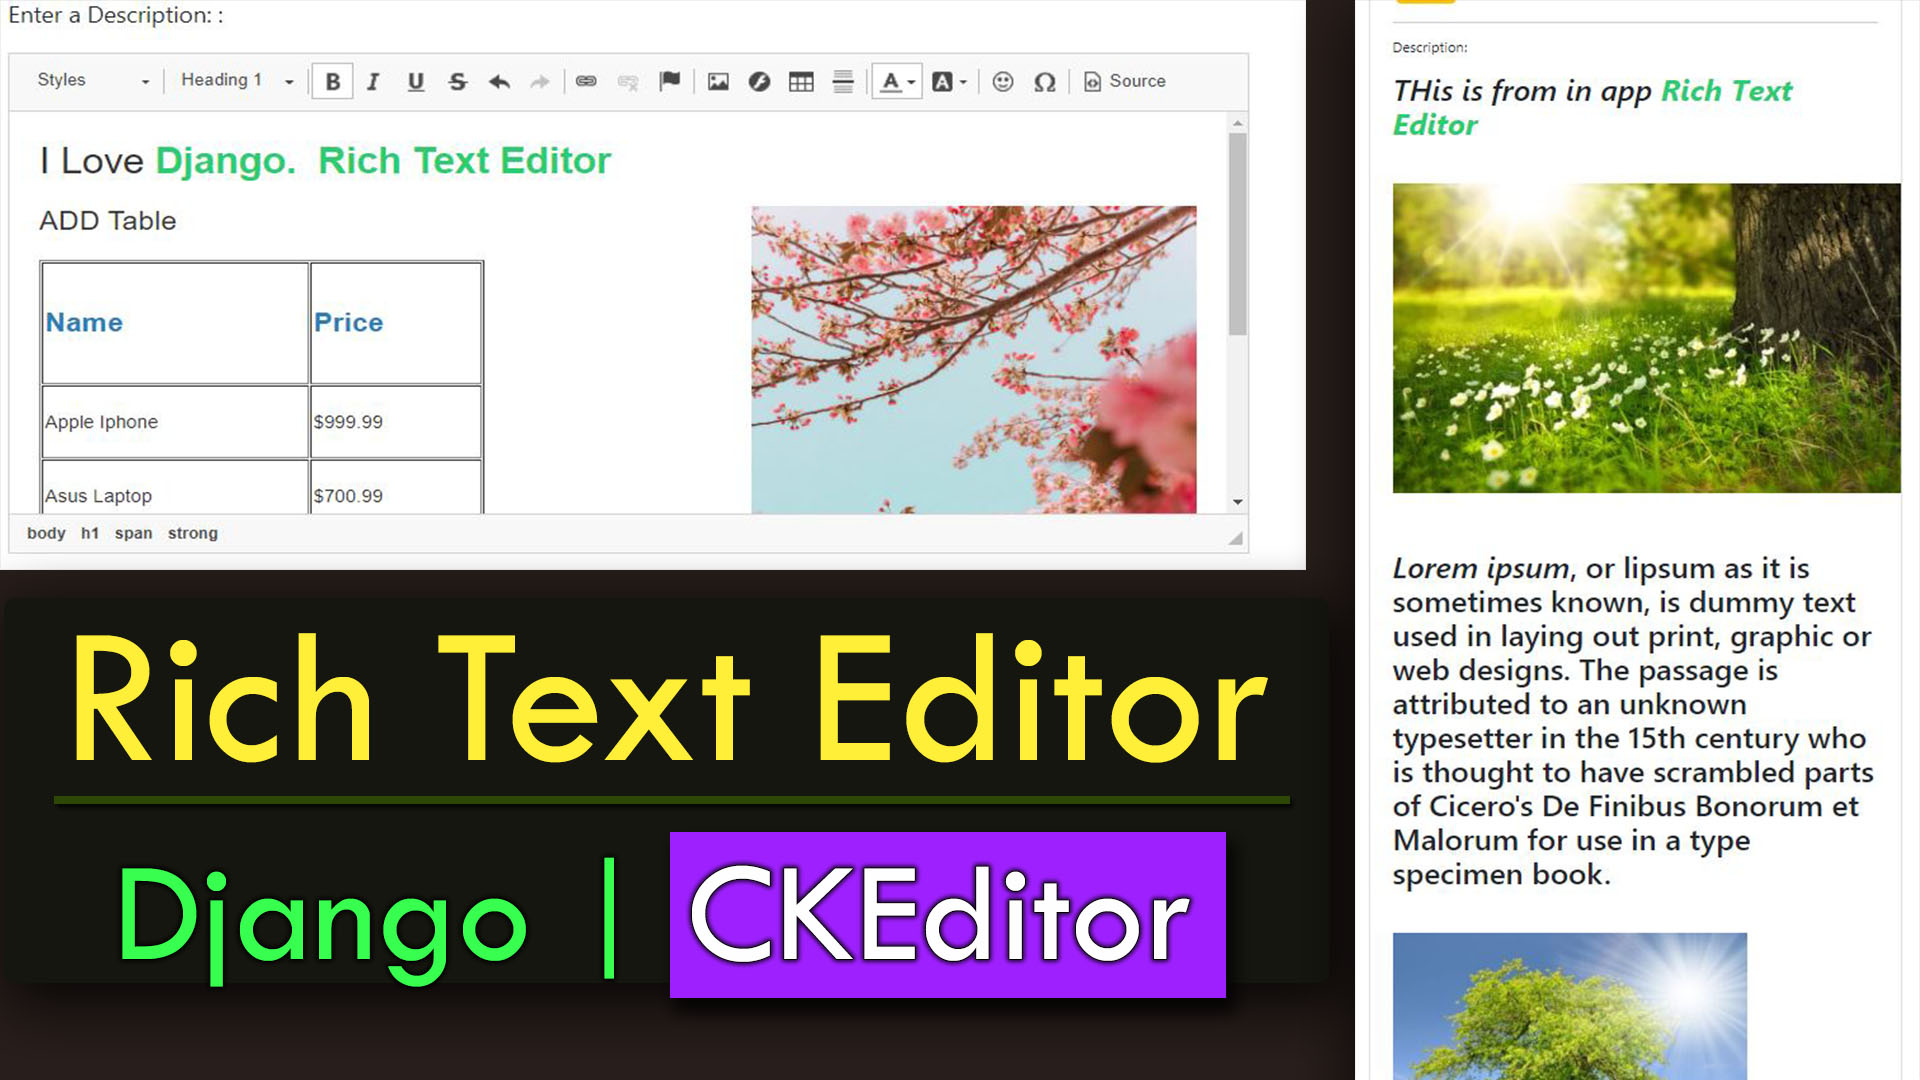 Enter a Description: :
Styles Heading 1 B I U S A A Ω Source
I Love Django. Rich Text Editor
ADD Table
Name Price
Apple Iphone $999.99
Asus Laptop $700.99
body h1 span strong
Rich Text Editor
Django | CKEditor
Description:
THis is from in app Rich Text
Editor
Lorem ipsum, or lipsum as it is
sometimes known, is dummy text
used in laying out print, graphic or
web designs. The passage is
attributed to an unknown
typesetter in the 15th century who
is thought to have scrambled parts
of Cicero's De Finibus Bonorum et
Malorum for use in a type
specimen book.